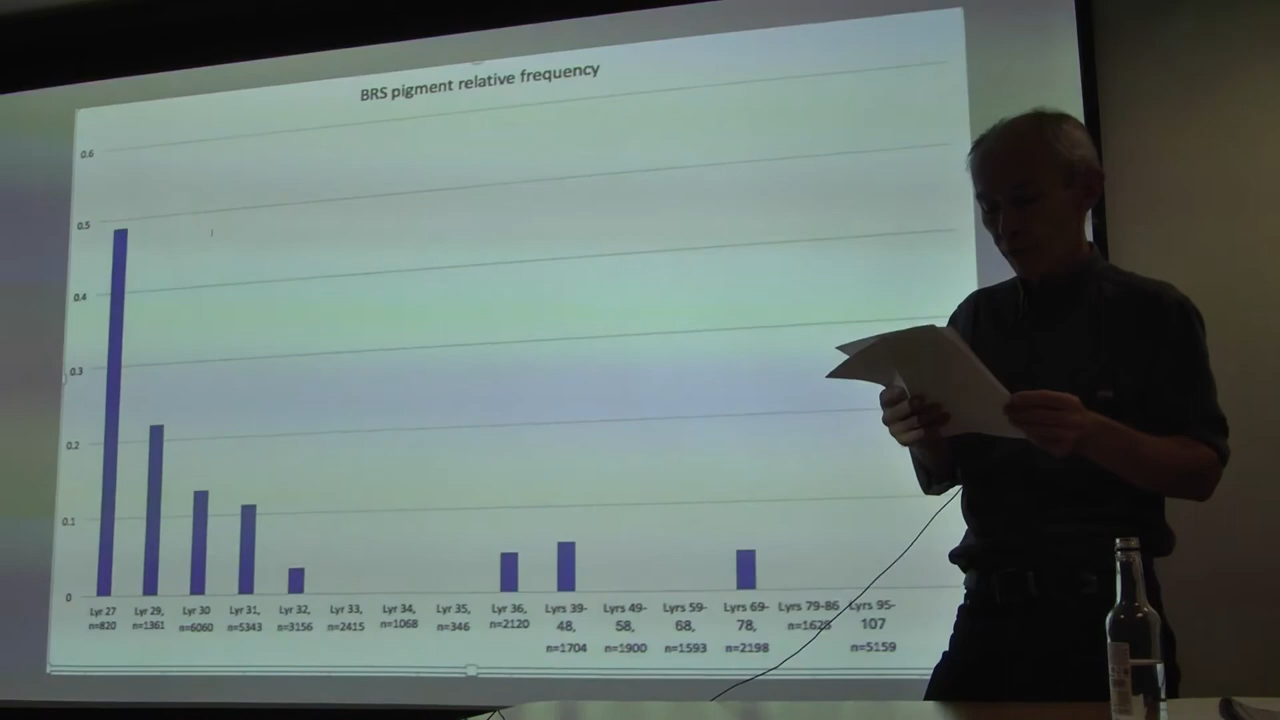 BRS pigment relative frequency
0.6
0.5
0.4
0.3
0.2
0.1
0
Lyr 27 n=820
Lyr 29, n=1361
Lyr 30 n=6060
Lyr 31, n=5343
Lyr 32, n=3156
Lyr 33, n=2415
Lyr 34, n=1068
Lyr 35, n=346
Lyr 36, n=2120
Lyrs 39-48, n=1704
Lyrs 49-58, n=1900
Lyrs 59-68, n=1593
Lyrs 69-78, n=2198
Lyrs 79-86 n=1628
Lyrs 95-107 n=5159